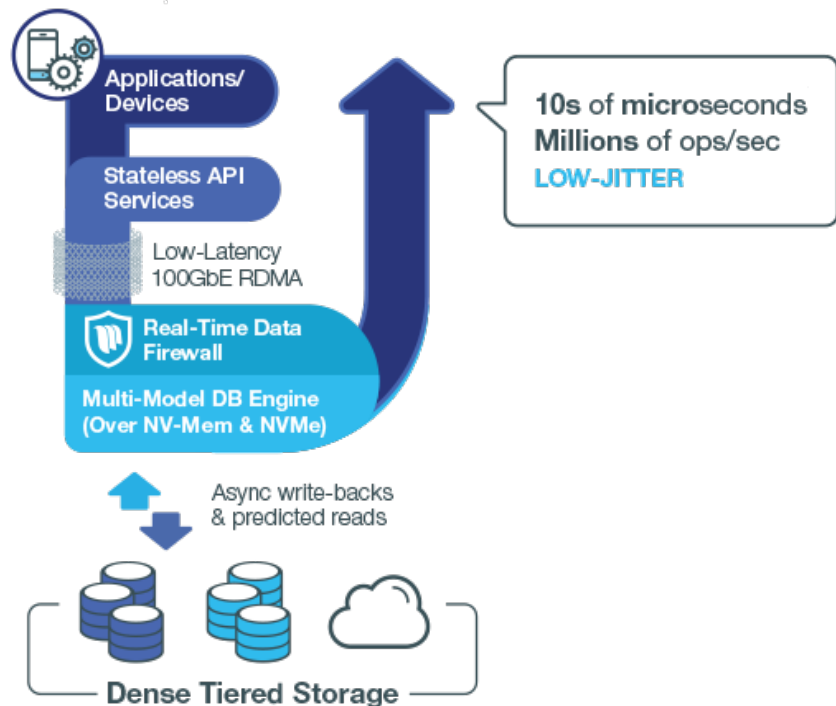 Applications/
Devices
Stateless API
Services
Low-Latency
100GbE RDMA
Real-Time Data
Firewall
Multi-Model DB Engine
(Over NV-Mem & NVMe)
10s of microseconds
Millions of ops/sec
LOW-JITTER
Async write-backs
& predicted reads
Dense Tiered Storage